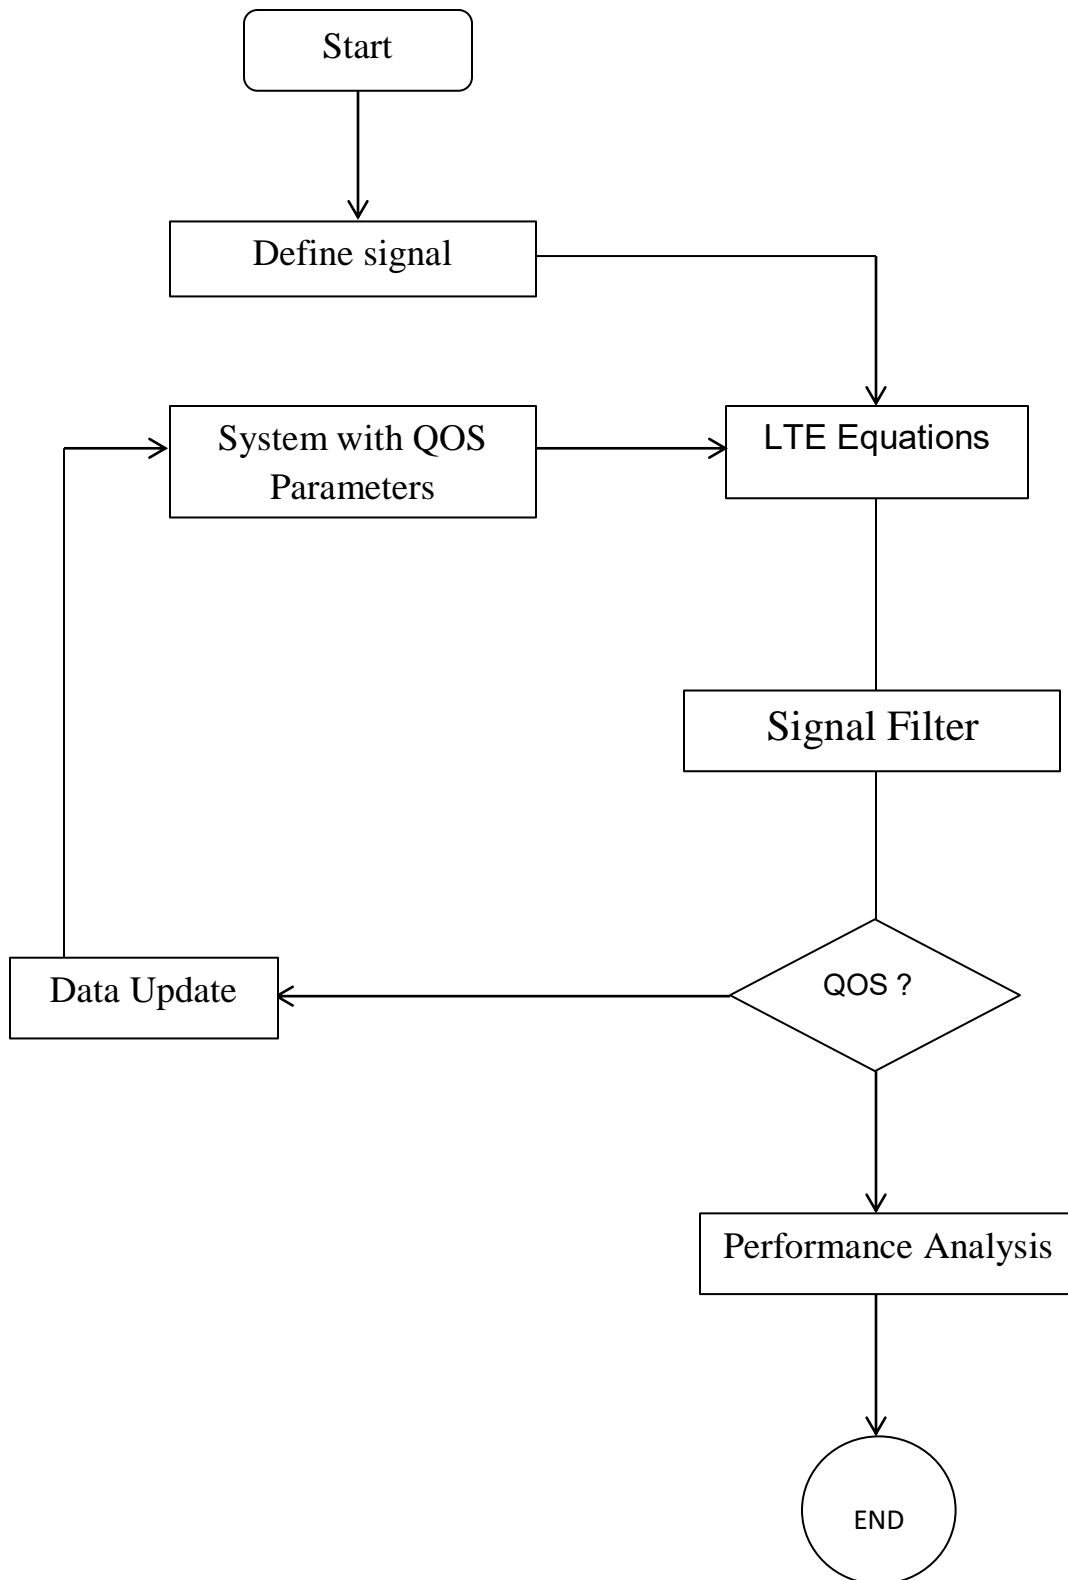 Start
Define signal
System with QOS
Parameters
LTE Equations
Signal Filter
QOS ?
Data Update
Performance Analysis
END